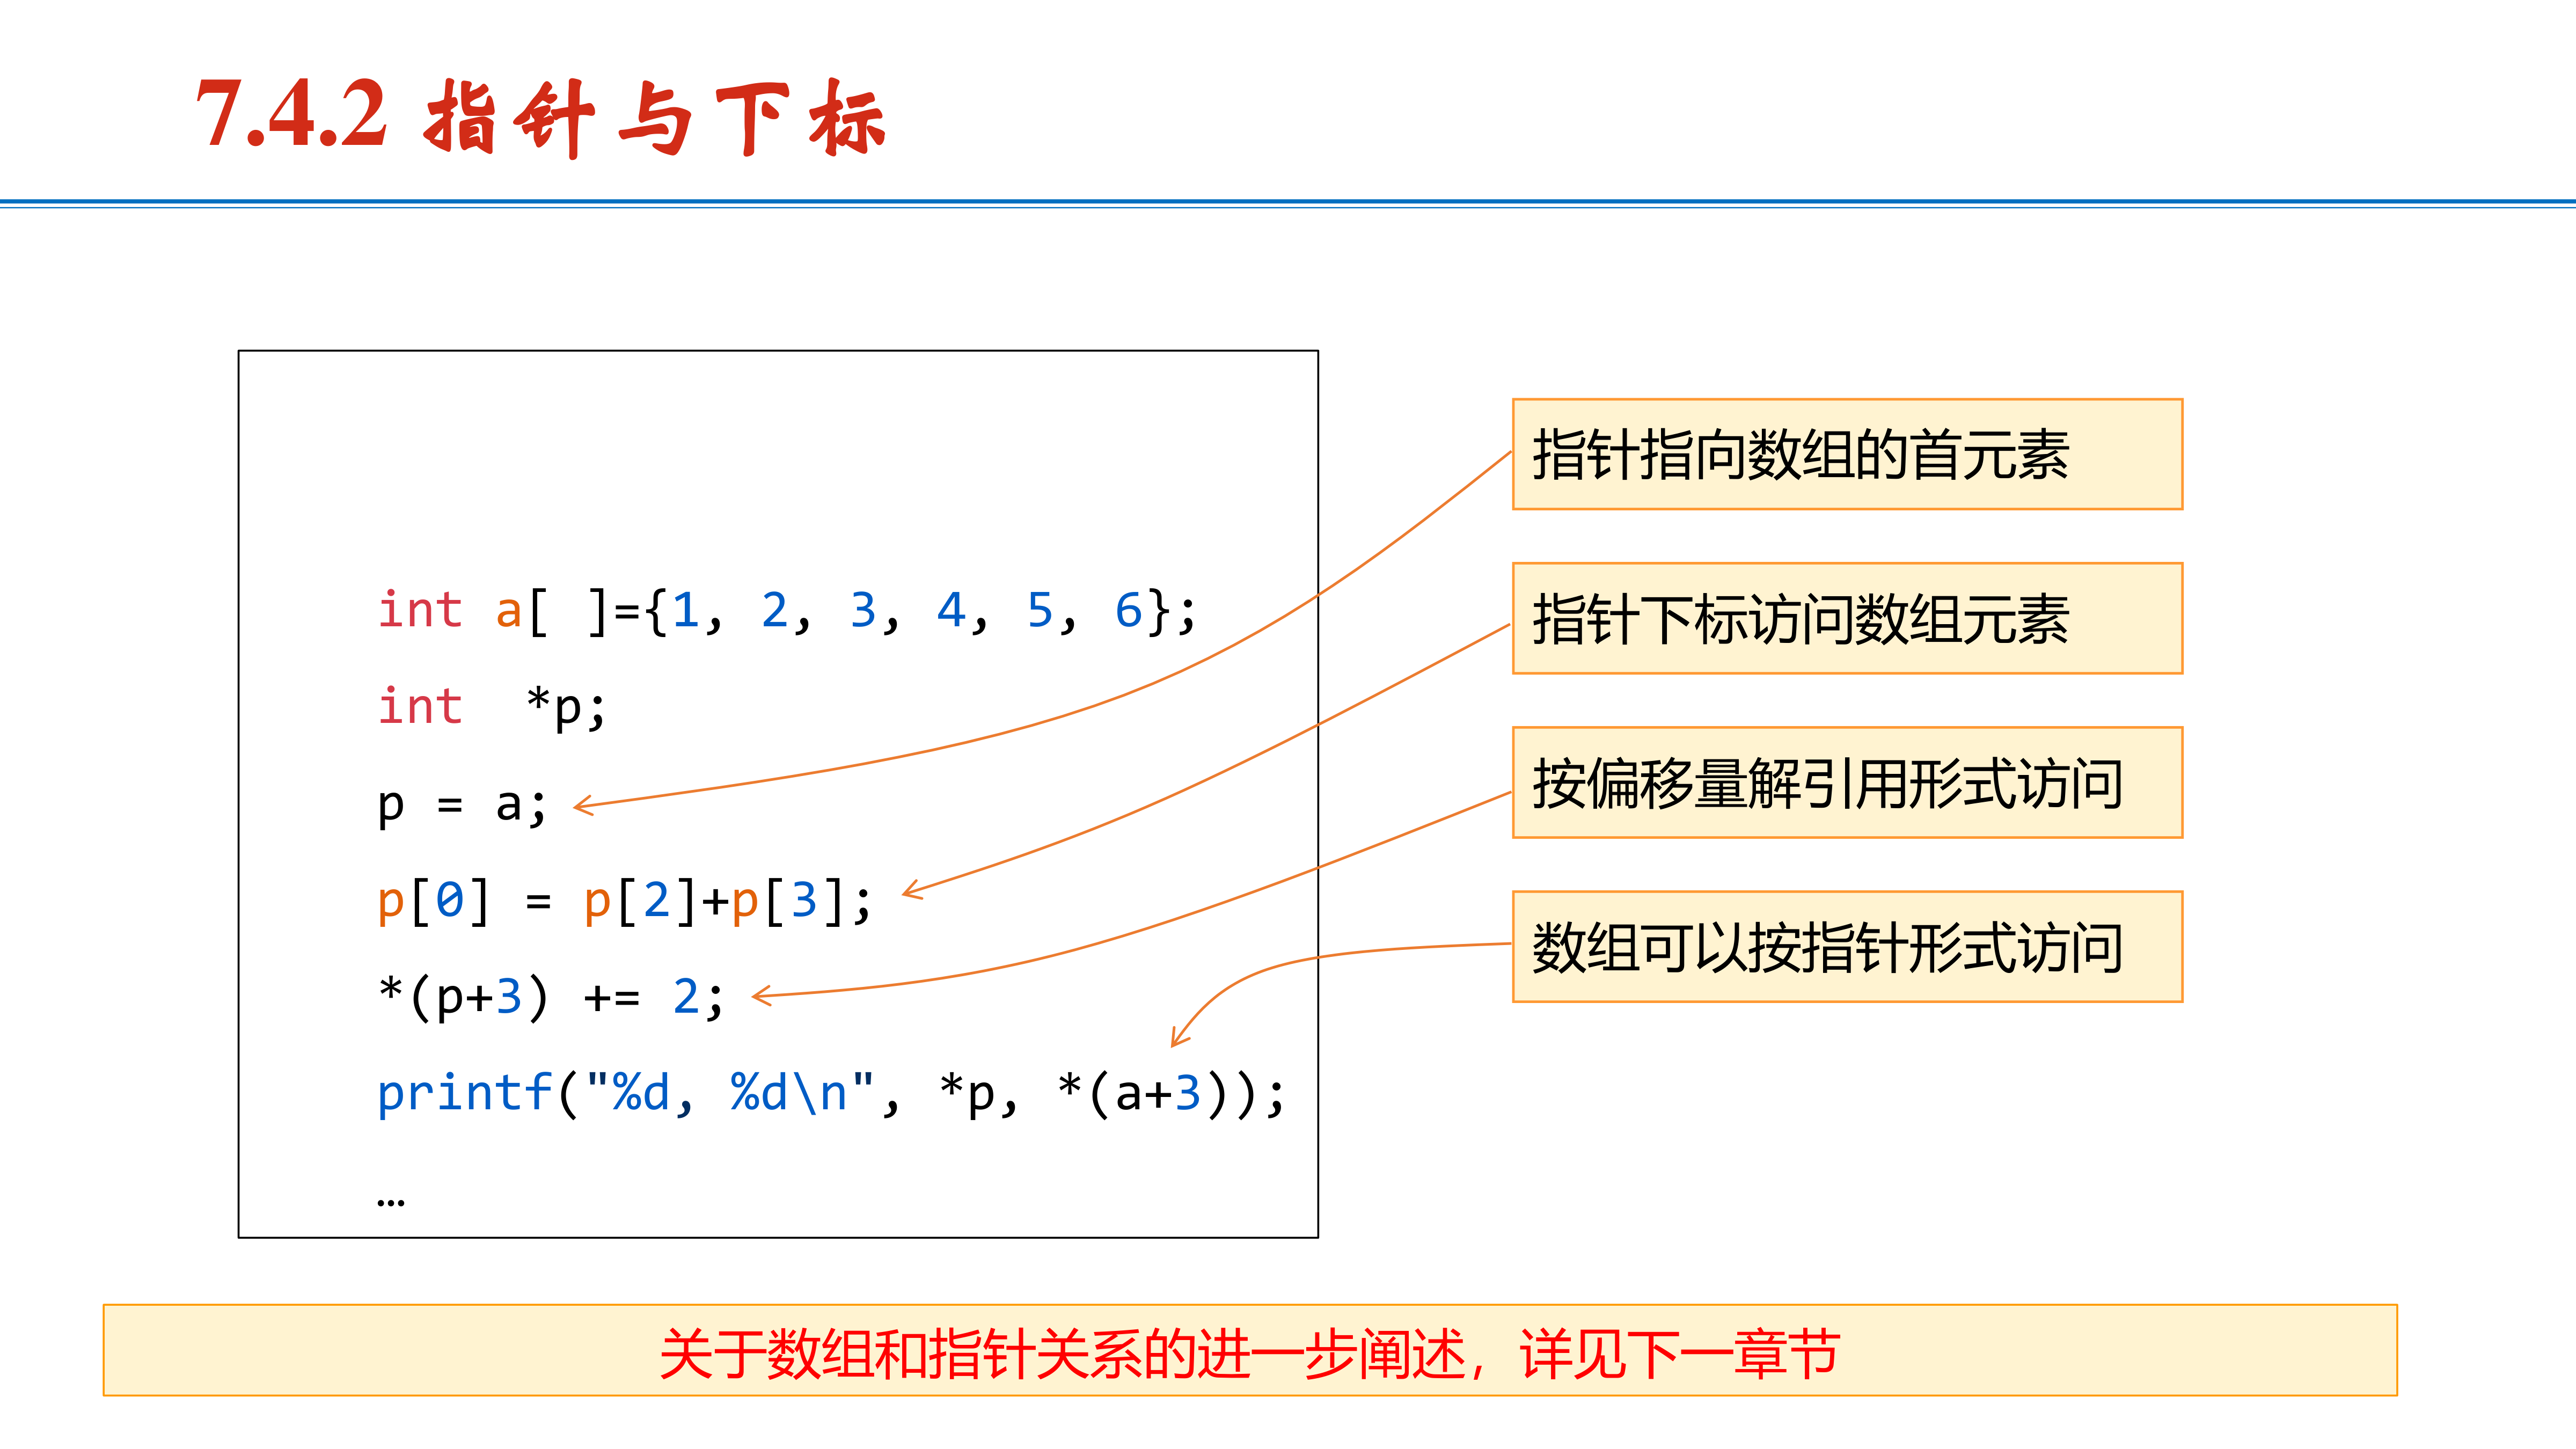 7.4.2 指针与下标
int a[ ]={1, 2, 3, 4, 5, 6};
int  *p;
p = a;
p[0] = p[2]+p[3];
*(p+3) += 2;
printf("%d, %d\n", *p, *(a+3));
…
指针指向数组的首元素
指针下标访问数组元素
按偏移量解引用形式访问
数组可以按指针形式访问
关于数组和指针关系的进一步阐述，详见下一章节